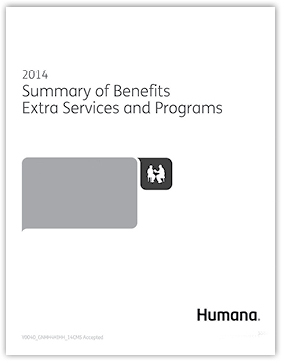 2014
Summary of Benefits
Extra Services and Programs
Humana.